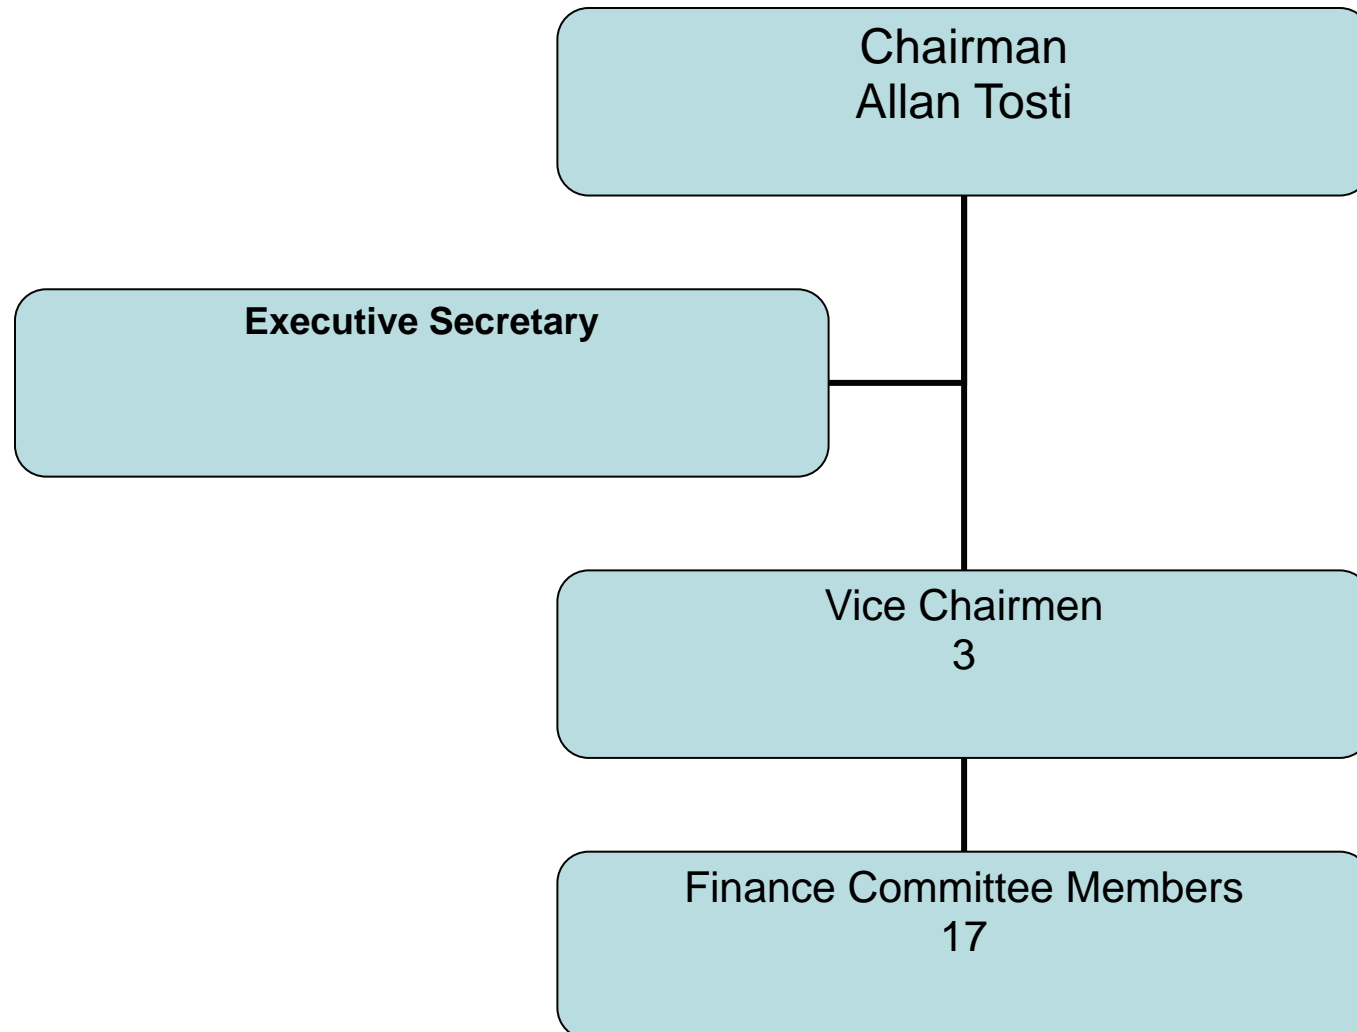 Chairman
Allan Tosti
Executive Secretary
Vice Chairmen
3
Finance Committee Members
17